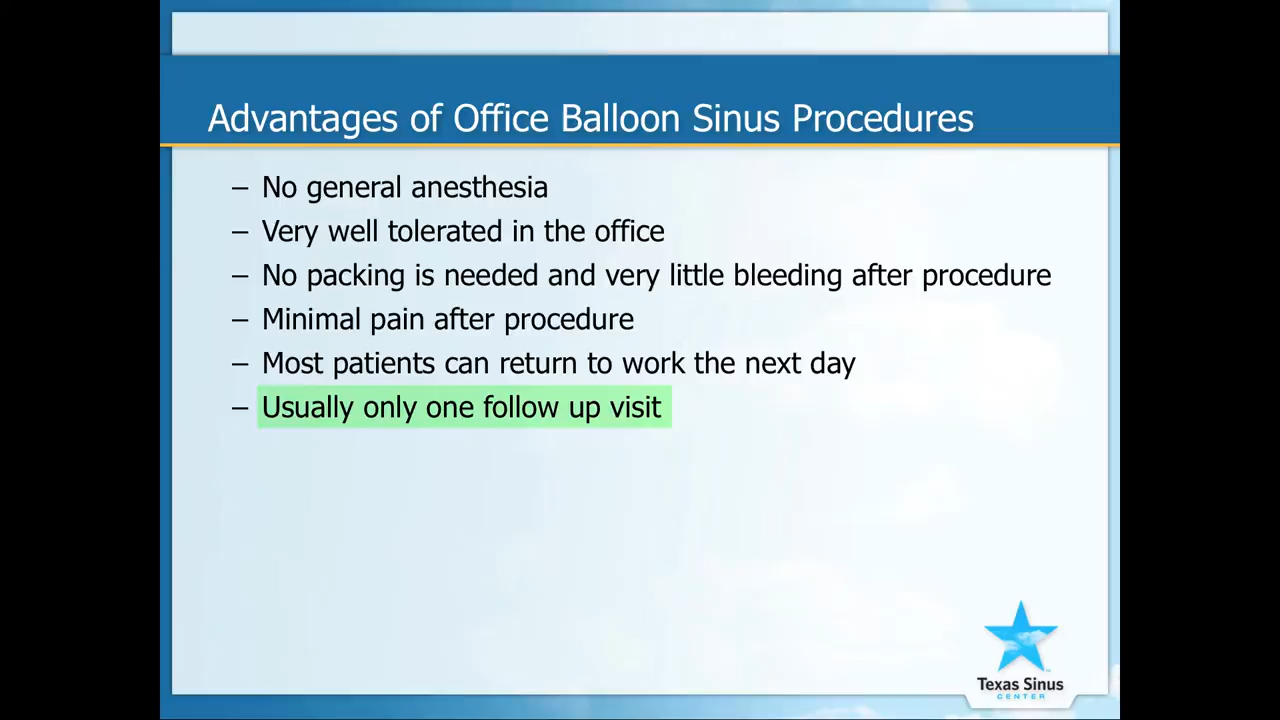 Advantages of Office Balloon Sinus Procedures
– No general anesthesia
– Very well tolerated in the office
– No packing is needed and very little bleeding after procedure
– Minimal pain after procedure
– Most patients can return to work the next day
– Usually only one follow up visit
Texas Sinus
CENTER